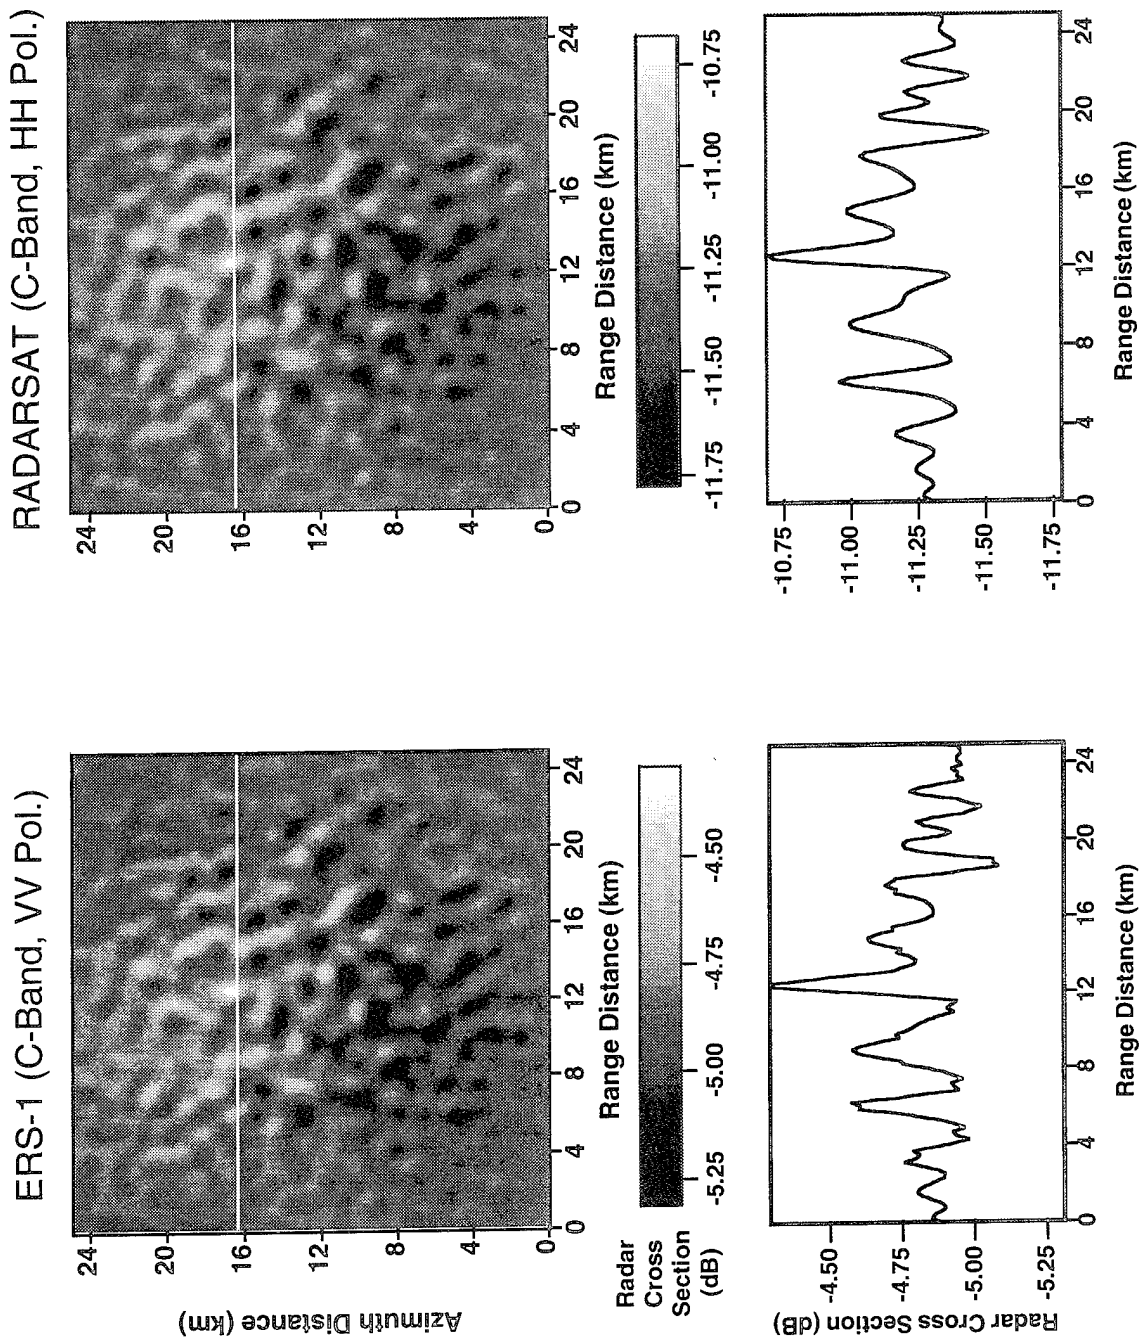 ERS-1 (C-Band, VV Pol.)
Azimuth Distance (km)
24
20
16
12
8
4
0
0 4 8 12 16 20 24
Range Distance (km)
Radar
Cross
Section
(dB)
-5.25 -5.00 -4.75 -4.50
Radar Cross Section (dB)
-4.50
-4.75
-5.00
-5.25
0 4 8 12 16 20 24
Range Distance (km)
RADARSAT (C-Band, HH Pol.)
24
20
16
12
8
4
0
0 4 8 12 16 20 24
Range Distance (km)
-11.75 -11.50 -11.25 -11.00 -10.75
-10.75
-11.00
-11.25
-11.50
-11.75
0 4 8 12 16 20 24
Range Distance (km)